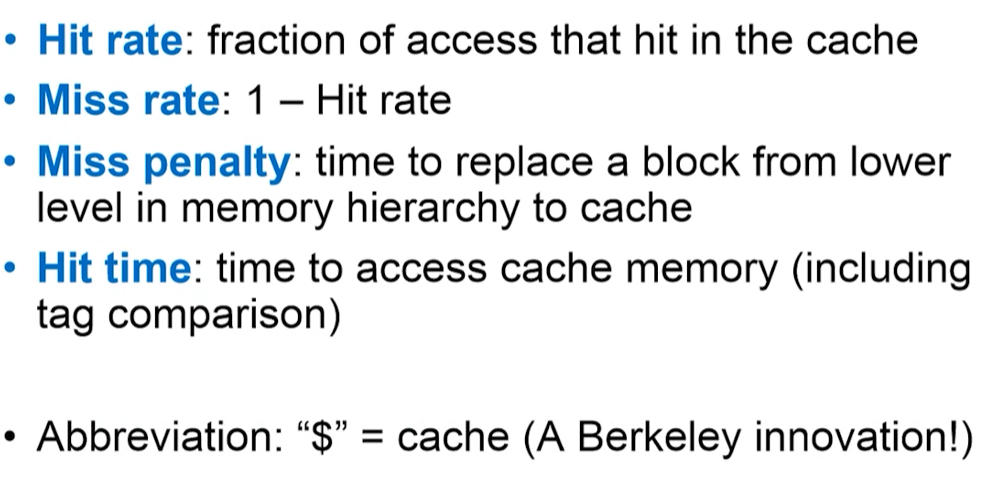 • Hit rate: fraction of access that hit in the cache
• Miss rate: 1 – Hit rate
• Miss penalty: time to replace a block from lower
level in memory hierarchy to cache
• Hit time: time to access cache memory (including
tag comparison)
• Abbreviation: “$” = cache (A Berkeley innovation!)